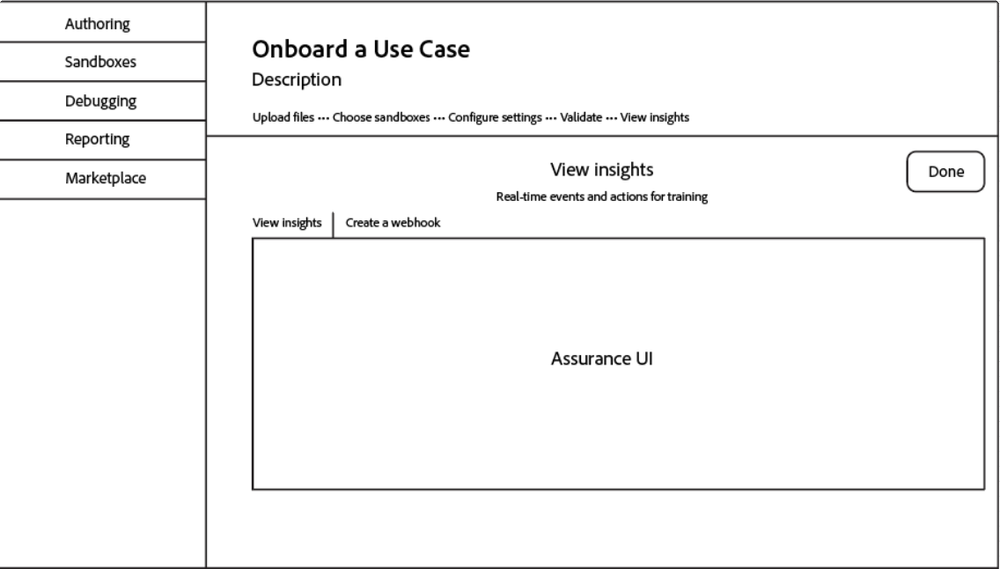 Authoring
Sandboxes
Debugging
Reporting
Marketplace
Onboard a Use Case
Description
Upload files ··· Choose sandboxes ··· Configure settings ··· Validate ··· View insights
View insights
Done
Real-time events and actions for training
View insights
Create a webhook
Assurance UI